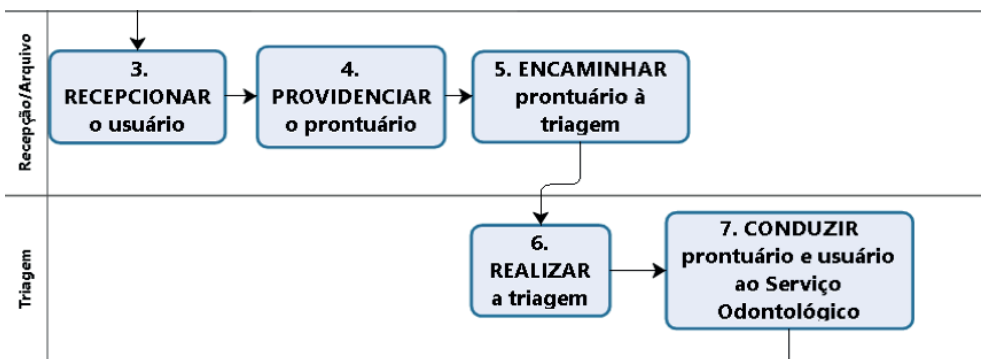 Recepção/Arquivo
3.
RECEPCIONAR
o usuário
4.
PROVIDENCIAR
o prontuário
5. ENCAMINHAR
prontuário à
triagem
Triagem
6.
REALIZAR
a triagem
7. CONDUZIR
prontuário e usuário
ao Serviço
Odontológico